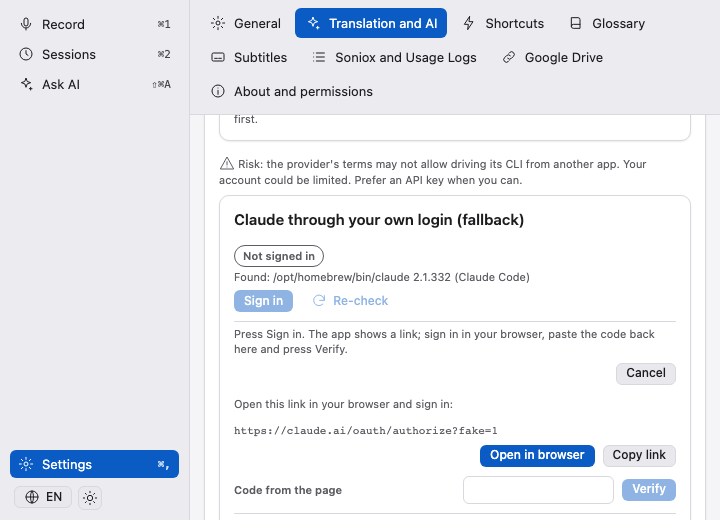 Record ⌘1
Sessions ⌘2
Ask AI ⇧⌘A
General
Translation and AI
Shortcuts
Glossary
Subtitles
Soniox and Usage Logs
Google Drive
About and permissions
first.
Risk: the provider's terms may not allow driving its CLI from another app. Your
account could be limited. Prefer an API key when you can.
Claude through your own login (fallback)
Not signed in
Found: /opt/homebrew/bin/claude 2.1.332 (Claude Code)
Sign in
Re-check
Press Sign in. The app shows a link; sign in in your browser, paste the code back
here and press Verify.
Cancel
Open this link in your browser and sign in:
https://claude.ai/oauth/authorize?fake=1
Open in browser
Copy link
Code from the page
Verify
Settings ⌘,
EN